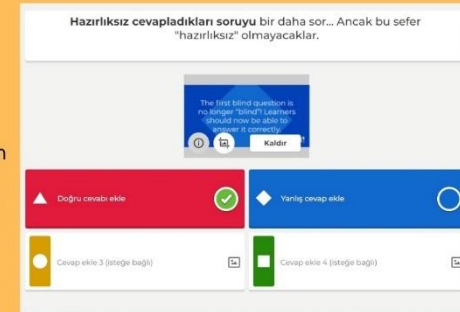 Hazırlıksız cevapladıkları soruyu bir daha sor... Ancak bu sefer
"hazırlıksız" olmayacaklar.
The first blind question is
no longer "blind"! Learners
should now be able to
answer it correctly.
Kaldır
Doğru cevabı ekle
Yanlış cevap ekle
Cevap ekle 3 (isteğe bağlı)
Cevap ekle 4 (isteğe bağlı)